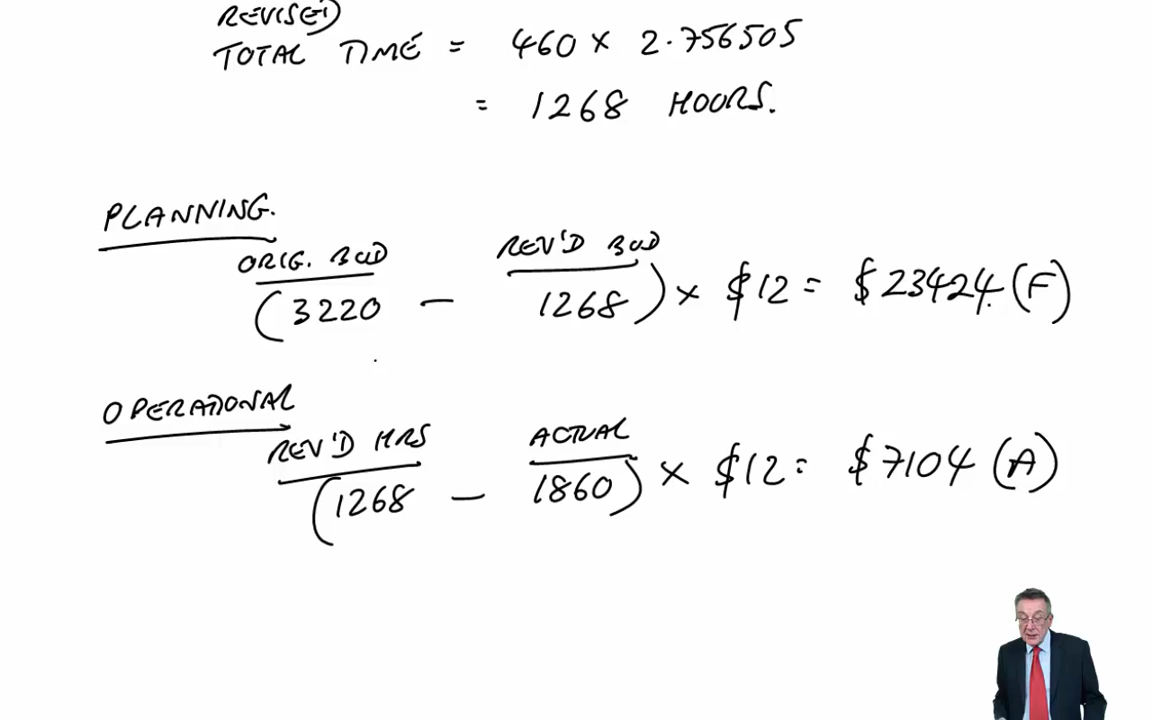 REVISED
TOTAL TIME = 460 × 2.756505
= 1268 HOURS.
PLANNING.
ORIG. BUD REV'D BUD
(3220 - 1268) × $12 = $23424 (F)
OPERATIONAL
REV'D HRS ACTUAL
(1268 - 1860) × $12 = $7104 (A)